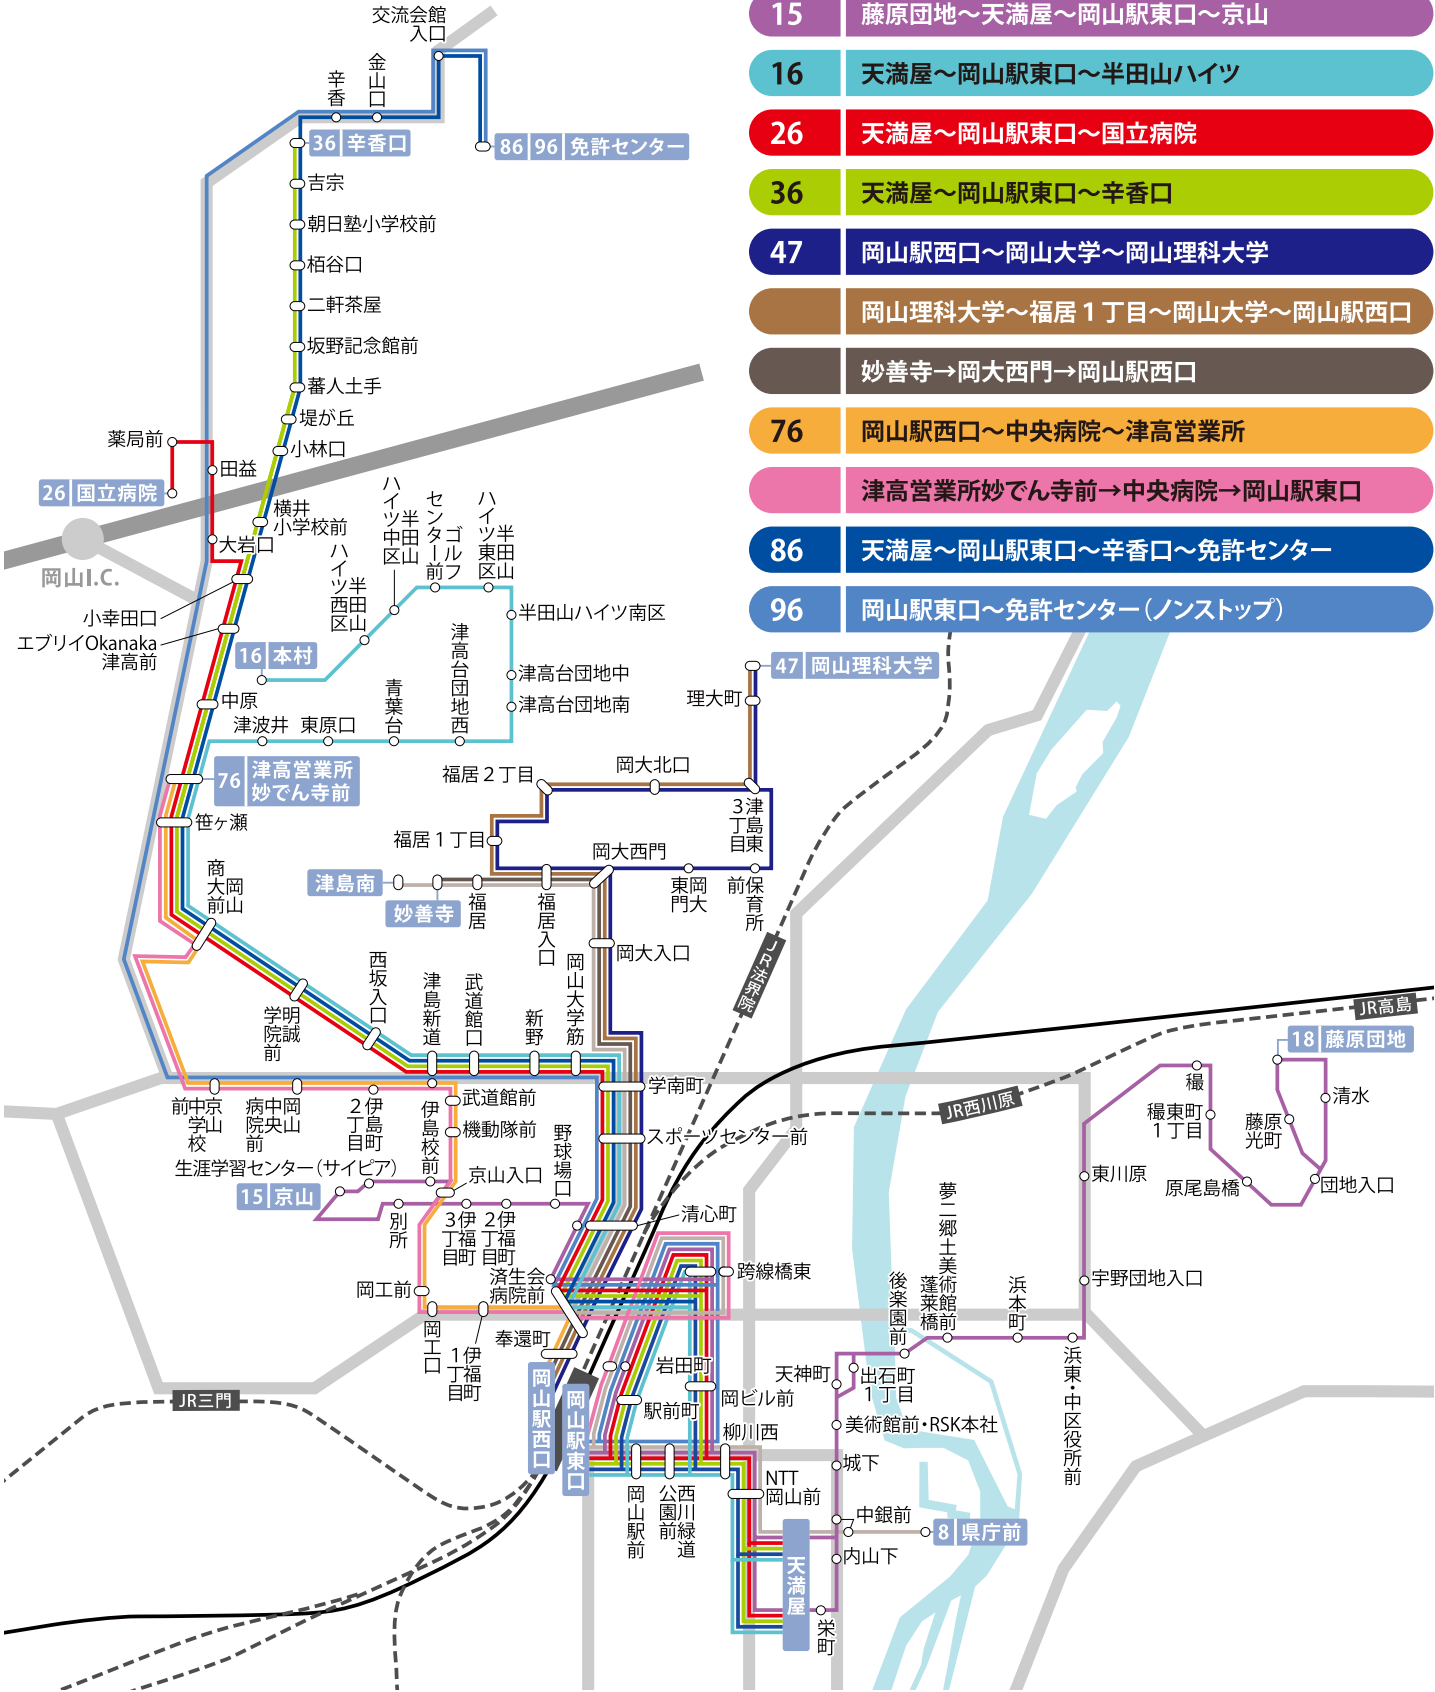 交流会館
入口
金山口
辛香
36 辛香口
86 96 免許センター
吉宗
朝日塾小学校前
栢谷口
二軒茶屋
坂野記念館前
蕃人土手
堤が丘
小林口
薬局前
田益
26 国立病院
横井
小学校前
大岩口
岡山I.C.
小幸田口
エブリイOkanaka
津高前
16 本村
半田山
ハイツ西区
半田山
ハイツ中区
ゴルフ
センター前
半田山
ハイツ東区
半田山ハイツ南区
津高台団地中
津高台団地南
津高台団地西
青葉台
東原口
津波井
中原
76 津高営業所
妙でん寺前
笹ヶ瀬
15 藤原団地～天満屋～岡山駅東口～京山
16 天満屋～岡山駅東口～半田山ハイツ
26 天満屋～岡山駅東口～国立病院
36 天満屋～岡山駅東口～辛香口
47 岡山駅西口～岡山大学～岡山理科大学
岡山理科大学～福居１丁目～岡山大学～岡山駅西口
妙善寺→岡大西門→岡山駅西口
76 岡山駅西口～中央病院～津高営業所
津高営業所妙でん寺前→中央病院→岡山駅東口
86 天満屋～岡山駅東口～辛香口～免許センター
96 岡山駅東口～免許センター（ノンストップ）
47 岡山理科大学
理大町
岡大北口
福居２丁目
津島東
３丁目
福居１丁目
岡大西門
津島南
妙善寺
福居
福居入口
岡大
東門
保育所
前
岡大入口
岡山
商大前
明誠
学院前
西坂入口
津島新道
武道館口
新野
岡山大学筋
学南町
スポーツセンター前
JR法界院
JR高島
JR西川原
18 藤原団地
清水
藤原
光町
団地入口
穝
穝東町
１丁目
原尾島橋
東川原
宇野団地入口
京山
中学校
前
岡山
中央
病院前
伊島町
２丁目
伊島校前
武道館前
機動隊前
生涯学習センター（サイピア）
15 京山
京山入口
野球場口
別所
伊福町
３丁目
伊福町
２丁目
清心町
済生会
病院前
跨線橋東
岡工前
岡工口
伊福町
１丁目
奉還町
岡山駅西口
岡山駅東口
岩田町
駅前町
岡ビル前
柳川西
岡山駅前
西川緑道
公園前
NTT
岡山前
天満屋
JR三門
夢二郷土美術館前
蓬莱橋
後楽園前
浜本町
浜東・中区役所前
天神町
出石町
１丁目
美術館前・RSK本社
城下
中銀前
8 県庁前
内山下
栄町